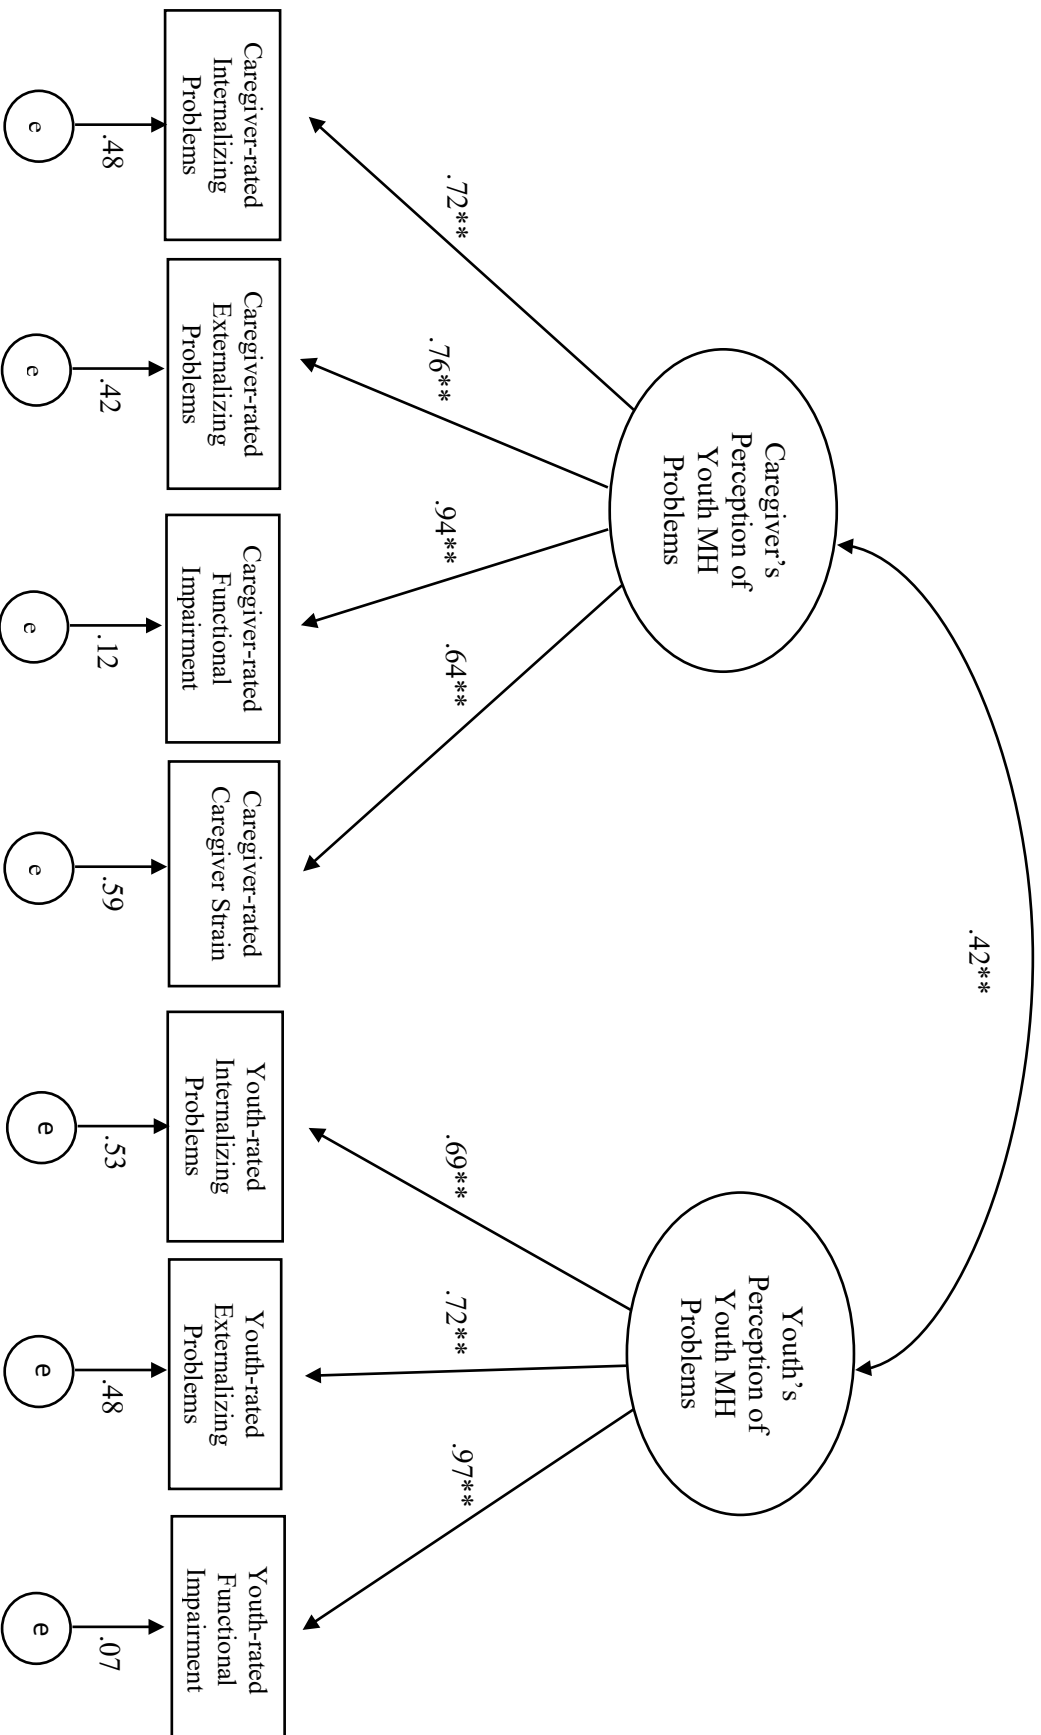 .42**
Caregiver's
Perception of
Youth MH
Problems
Youth's
Perception of
Youth MH
Problems
.72**
.76**
.94**
.64**
.69**
.72**
.97**
Caregiver-rated
Internalizing
Problems
Caregiver-rated
Externalizing
Problems
Caregiver-rated
Functional
Impairment
Caregiver-rated
Caregiver Strain
Youth-rated
Internalizing
Problems
Youth-rated
Externalizing
Problems
Youth-rated
Functional
Impairment
.48
.42
.12
.59
.53
.48
.07
e
e
e
e
e
e
e